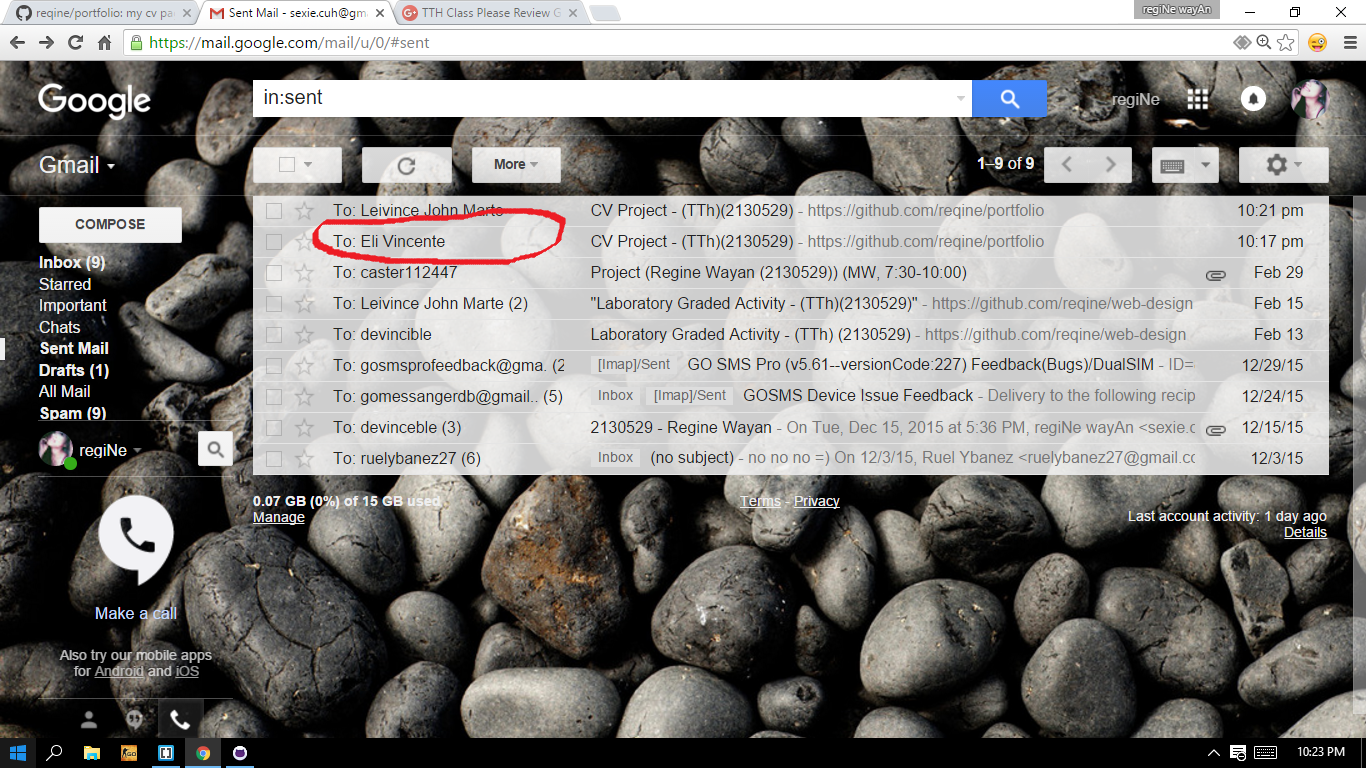 reqine/portfolio: my cv pa
Sent Mail - sexie.cuh@gm
TTH Class Please Review G
regiNe wayAn
https://mail.google.com/mail/u/0/#sent
Google
in:sent
regiNe
Gmail
More
1–9 of 9
COMPOSE
Inbox (9)
Starred
Important
Chats
Sent Mail
Drafts (1)
All Mail
Spam (9)
regiNe
Make a call
Also try our mobile apps
for Android and iOS
To: Leivince John Marte CV Project - (TTh)(2130529) - https://github.com/reqine/portfolio 10:21 pm
To: Eli Vincente CV Project - (TTh)(2130529) - https://github.com/reqine/portfolio 10:17 pm
To: caster112447 Project (Regine Wayan (2130529)) (MW, 7:30-10:00) Feb 29
To: Leivince John Marte (2) "Laboratory Graded Activity - (TTh)(2130529)" - https://github.com/reqine/web-design Feb 15
To: devincible Laboratory Graded Activity - (TTh) (2130529) - https://github.com/reqine/web-design Feb 13
To: gosmsprofeedback@gma. (2 [Imap]/Sent GO SMS Pro (v5.61--versionCode:227) Feedback(Bugs)/DualSIM - ID= 12/29/15
To: gomessangerdb@gmail.. (5) Inbox [Imap]/Sent GOSMS Device Issue Feedback - Delivery to the following recip 12/24/15
To: devinceble (3) 2130529 - Regine Wayan - On Tue, Dec 15, 2015 at 5:36 PM, regiNe wayAn <sexie.c 12/15/15
To: ruelybanez27 (6) Inbox (no subject) - no no no =) On 12/3/15, Ruel Ybanez <ruelybanez27@gmail.cc 12/3/15
0.07 GB (0%) of 15 GB used
Manage
Terms - Privacy
Last account activity: 1 day ago
Details
10:23 PM